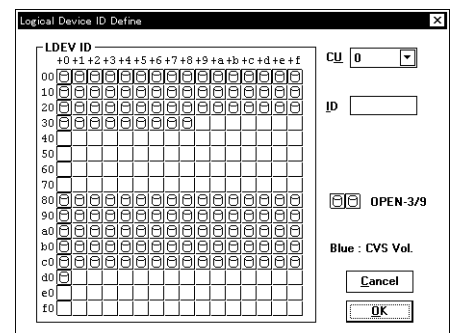 Logical Device ID Define
LDEV ID
+0 +1 +2 +3 +4 +5 +6 +7 +8 +9 +a +b +c +d +e +f
00
10
20
30
40
50
60
70
80
90
a0
b0
c0
d0
e0
f0
CU 0
ID
OPEN-3/9
Blue : CVS Vol.
Cancel
OK